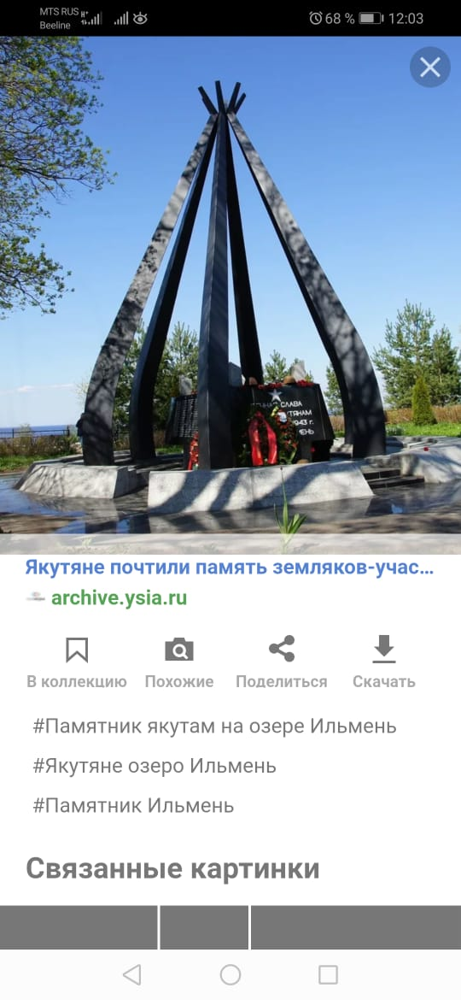 MTS RUS
Beeline
68 %
12:03
СЛАВА
1943 г.
Якутяне почтили память земляков-учас...
archive.ysia.ru
В коллекцию
Похожие
Поделиться
Скачать
#Памятник якутам на озере Ильмень
#Якутяне озеро Ильмень
#Памятник Ильмень
Связанные картинки